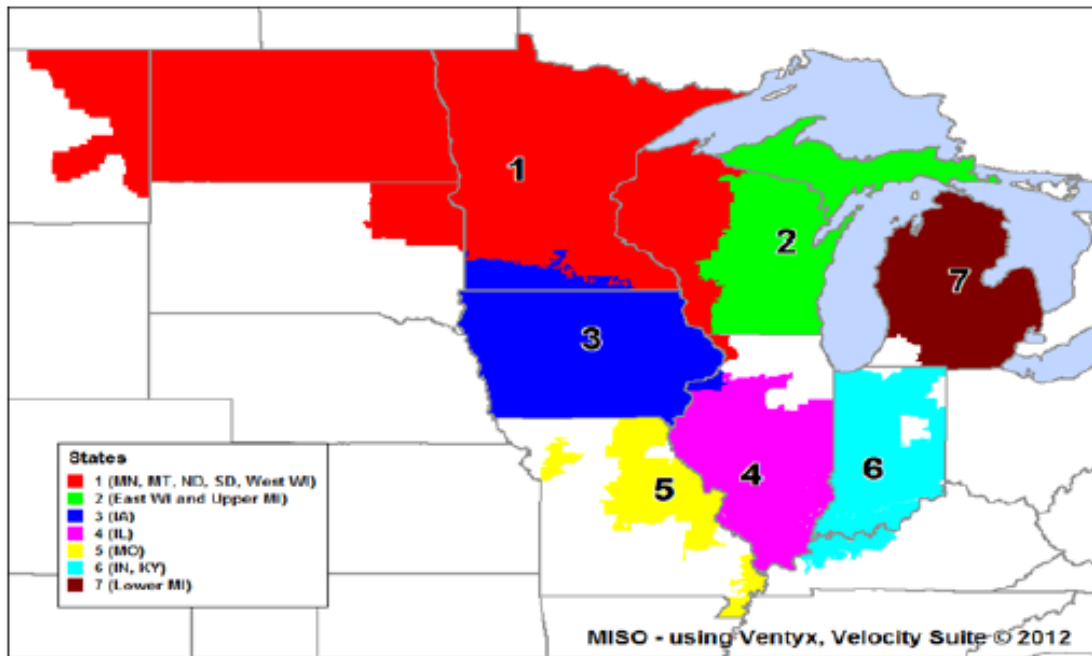 1
2
7
3
4
6
5
States
1 (MN, MT, ND, SD, West WI)
2 (East WI and Upper MI)
3 (IA)
4 (IL)
5 (MO)
6 (IN, KY)
7 (Lower MI)
MISO - using Ventyx, Velocity Suite © 2012